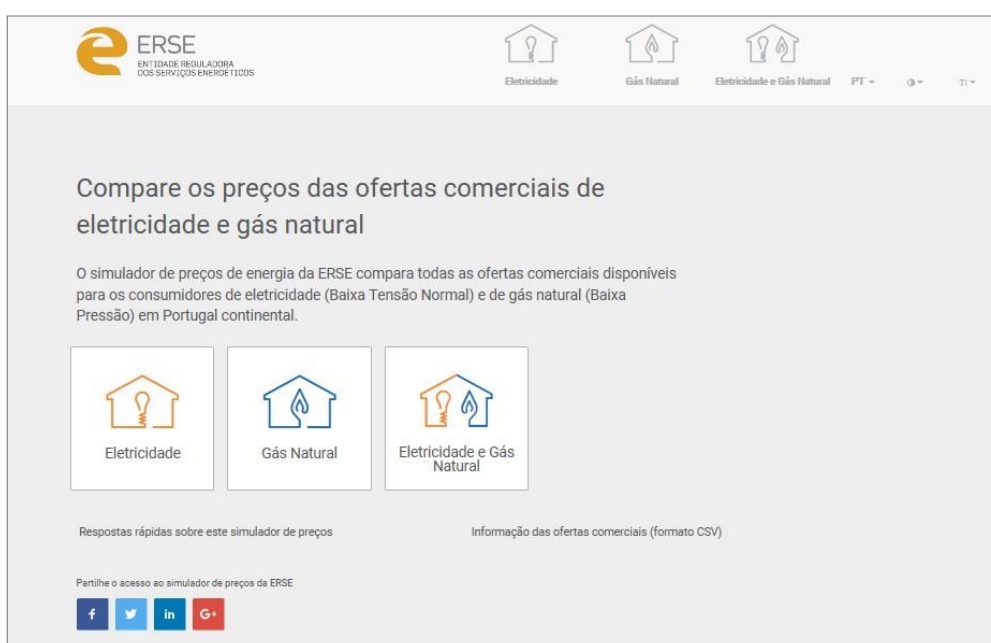 ERSE
ENTIDADE REGULADORA
DOS SERVIÇOS ENERGÉTICOS
Eletricidade
Gás Natural
Eletricidade e Gás Natural
PT
Compare os preços das ofertas comerciais de
eletricidade e gás natural
O simulador de preços de energia da ERSE compara todas as ofertas comerciais disponíveis
para os consumidores de eletricidade (Baixa Tensão Normal) e de gás natural (Baixa
Pressão) em Portugal continental.
Eletricidade
Gás Natural
Eletricidade e Gás
Natural
Respostas rápidas sobre este simulador de preços
Informação das ofertas comerciais (formato CSV)
Partilhe o acesso ao simulador de preços da ERSE
f
in
G+